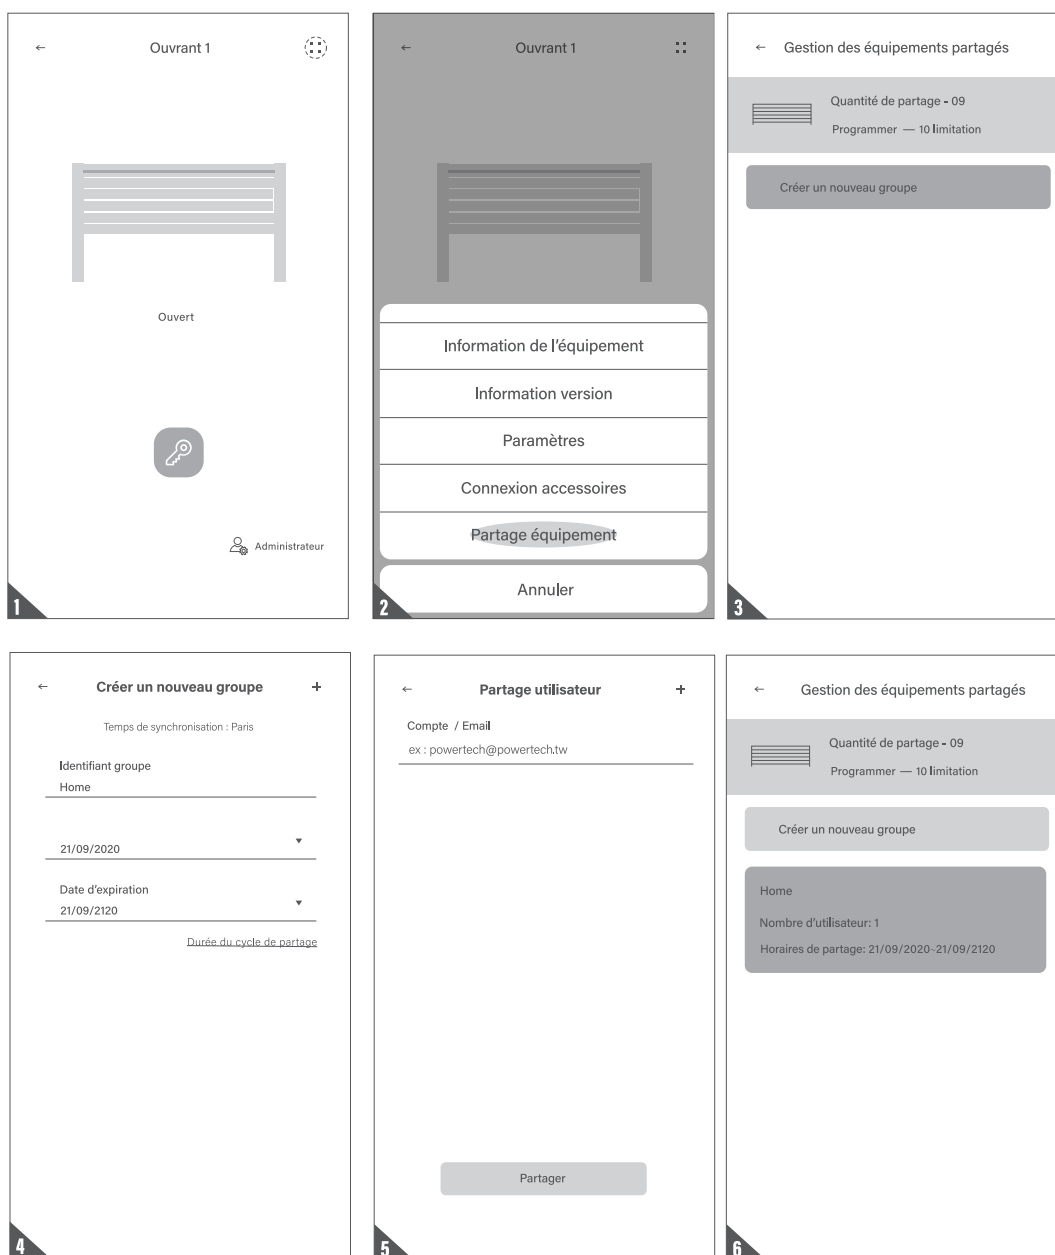 ←
Ouvrant 1
Ouvert
Administrateur
1
←
Ouvrant 1
Information de l'équipement
Information version
Paramètres
Connexion accessoires
Partage équipement
Annuler
2
← Gestion des équipements partagés
Quantité de partage - 09
Programmer — 10 limitation
Créer un nouveau groupe
3
← Créer un nouveau groupe +
Temps de synchronisation : Paris
Identifiant groupe
Home
21/09/2020 ▼
Date d'expiration
21/09/2120 ▼
Durée du cycle de partage
4
← Partage utilisateur +
Compte / Email
ex : powertech@powertech.tw
Partager
5
← Gestion des équipements partagés
Quantité de partage - 09
Programmer — 10 limitation
Créer un nouveau groupe
Home
Nombre d'utilisateur: 1
Horaires de partage: 21/09/2020~21/09/2120
6